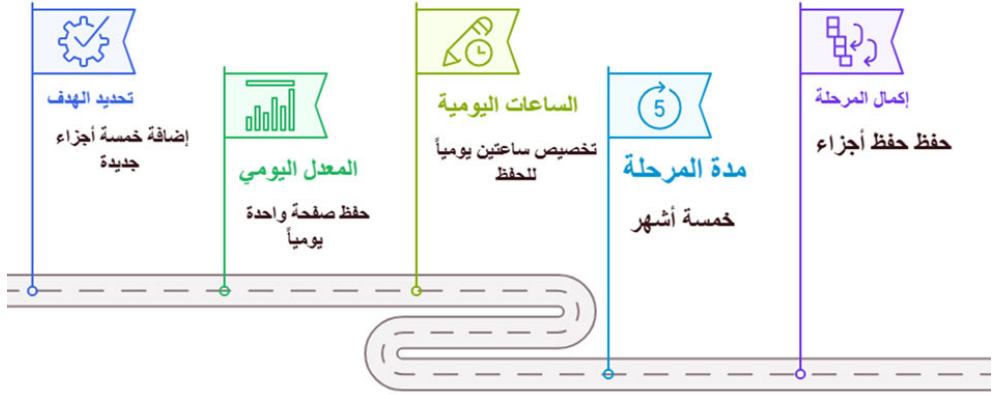 تحديد الهدف
إضافة خمسة أجزاء
جديدة
المعدل اليومي
حفظ صفحة واحدة
يومياً
الساعات اليومية
تخصيص ساعتين يومياً
للحفظ
5
مدة المرحلة
خمسة أشهر
إكمال المرحلة
حفظ حفظ أجزاء